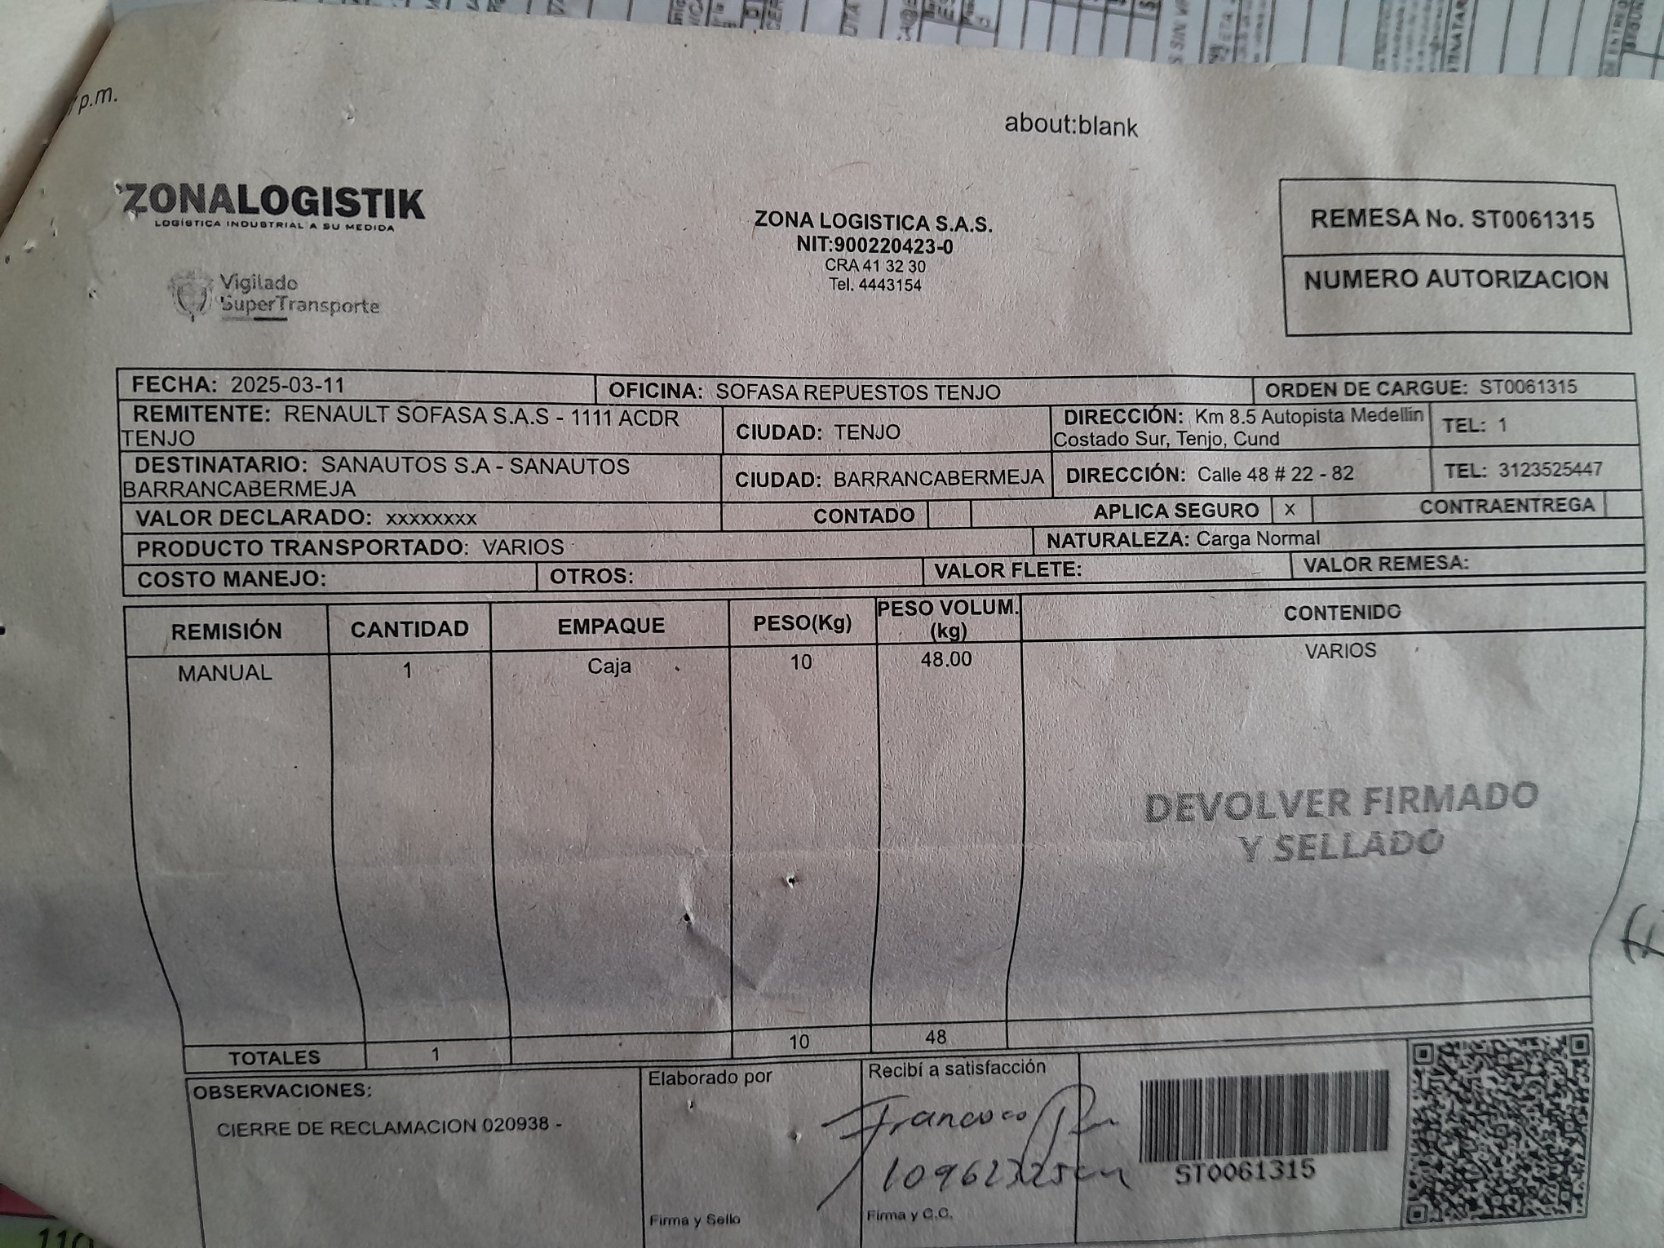 p.m.
about:blank
ZONALOGISTIK
LOGÍSTICA INDUSTRIAL A SU MEDIDA
Vigilado
SuperTransporte
ZONA LOGISTICA S.A.S.
NIT:900220423-0
CRA 41 32 30
Tel. 4443154
REMESA No. ST0061315
NUMERO AUTORIZACION
FECHA: 2025-03-11 OFICINA: SOFASA REPUESTOS TENJO ORDEN DE CARGUE: ST0061315
REMITENTE: RENAULT SOFASA S.A.S - 1111 ACDR
TENJO
CIUDAD: TENJO
DIRECCIÓN: Km 8.5 Autopista Medellín
Costado Sur, Tenjo, Cund
TEL: 1
DESTINATARIO: SANAUTOS S.A - SANAUTOS
BARRANCABERMEJA
CIUDAD: BARRANCABERMEJA DIRECCIÓN: Calle 48 # 22 - 82 TEL: 3123525447
VALOR DECLARADO: xxxxxxxx CONTADO APLICA SEGURO X CONTRAENTREGA
PRODUCTO TRANSPORTADO: VARIOS NATURALEZA: Carga Normal
COSTO MANEJO: OTROS: VALOR FLETE: VALOR REMESA:
REMISIÓN CANTIDAD EMPAQUE PESO(Kg) PESO VOLUM.
(kg)
CONTENIDO
MANUAL 1 Caja 10 48.00 VARIOS
DEVOLVER FIRMADO
Y SELLADO
TOTALES 1 10 48
OBSERVACIONES:
CIERRE DE RECLAMACION 020938 -
Elaborado por
Firma y Sello
Recibí a satisfacción
Firma y C.C.
ST0061315
110